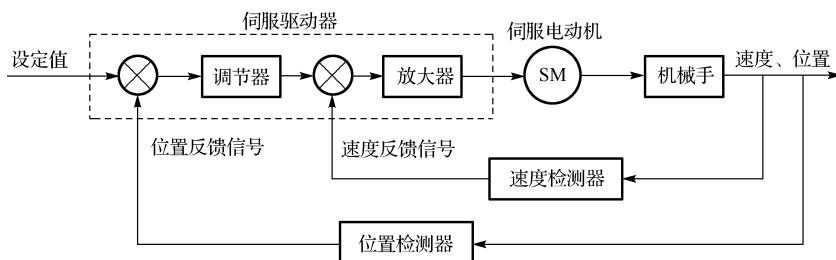 伺服驱动器
伺服电动机
设定值
调节器
放大器
SM
机械手
速度、位置
位置反馈信号
速度反馈信号
速度检测器
位置检测器